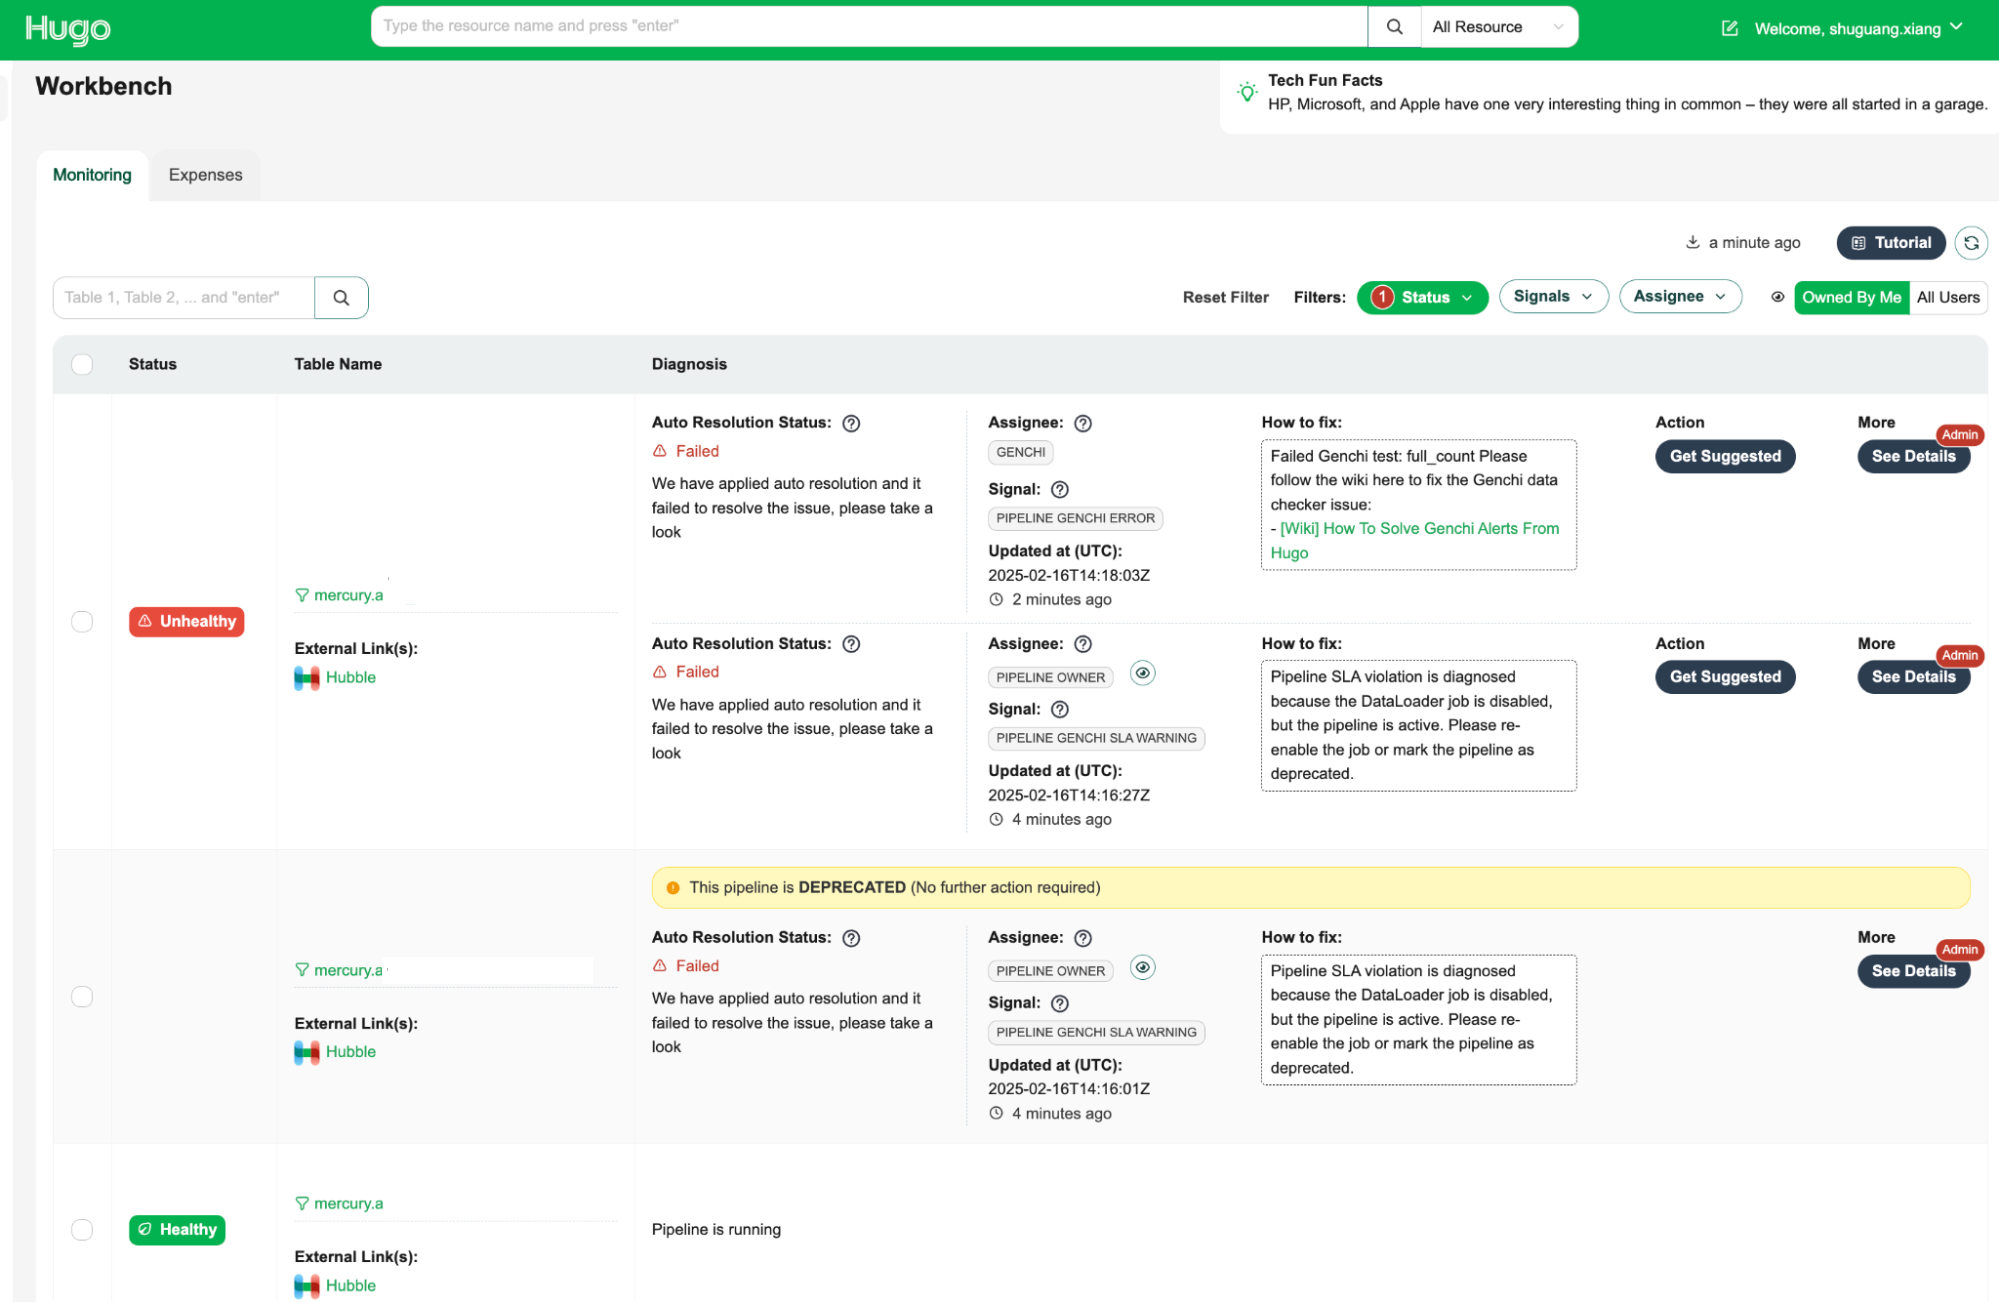 Hugo
Type the resource name and press "enter"
All Resource
Welcome, shuguang.xiang
Workbench
Tech Fun Facts
HP, Microsoft, and Apple have one very interesting thing in common – they were all started in a garage.
Monitoring
Expenses
a minute ago
Tutorial
Table 1, Table 2, ... and "enter"
Reset Filter
Filters:
1 Status
Signals
Assignee
Owned By Me
All Users
Status
Table Name
Diagnosis
Unhealthy
mercury.a
External Link(s):
Hubble
Auto Resolution Status:
Failed
We have applied auto resolution and it
failed to resolve the issue, please take a
look
Assignee:
GENCHI
Signal:
PIPELINE GENCHI ERROR
Updated at (UTC):
2025-02-16T14:18:03Z
2 minutes ago
How to fix:
Failed Genchi test: full_count Please
follow the wiki here to fix the Genchi data
checker issue:
- [Wiki] How To Solve Genchi Alerts From
Hugo
Action
Get Suggested
More
Admin
See Details
Auto Resolution Status:
Failed
We have applied auto resolution and it
failed to resolve the issue, please take a
look
Assignee:
PIPELINE OWNER
Signal:
PIPELINE GENCHI SLA WARNING
Updated at (UTC):
2025-02-16T14:16:27Z
4 minutes ago
How to fix:
Pipeline SLA violation is diagnosed
because the DataLoader job is disabled,
but the pipeline is active. Please re-
enable the job or mark the pipeline as
deprecated.
Action
Get Suggested
More
Admin
See Details
mercury.a
External Link(s):
Hubble
This pipeline is DEPRECATED (No further action required)
Auto Resolution Status:
Failed
We have applied auto resolution and it
failed to resolve the issue, please take a
look
Assignee:
PIPELINE OWNER
Signal:
PIPELINE GENCHI SLA WARNING
Updated at (UTC):
2025-02-16T14:16:01Z
4 minutes ago
How to fix:
Pipeline SLA violation is diagnosed
because the DataLoader job is disabled,
but the pipeline is active. Please re-
enable the job or mark the pipeline as
deprecated.
More
Admin
See Details
Healthy
mercury.a
External Link(s):
Hubble
Pipeline is running